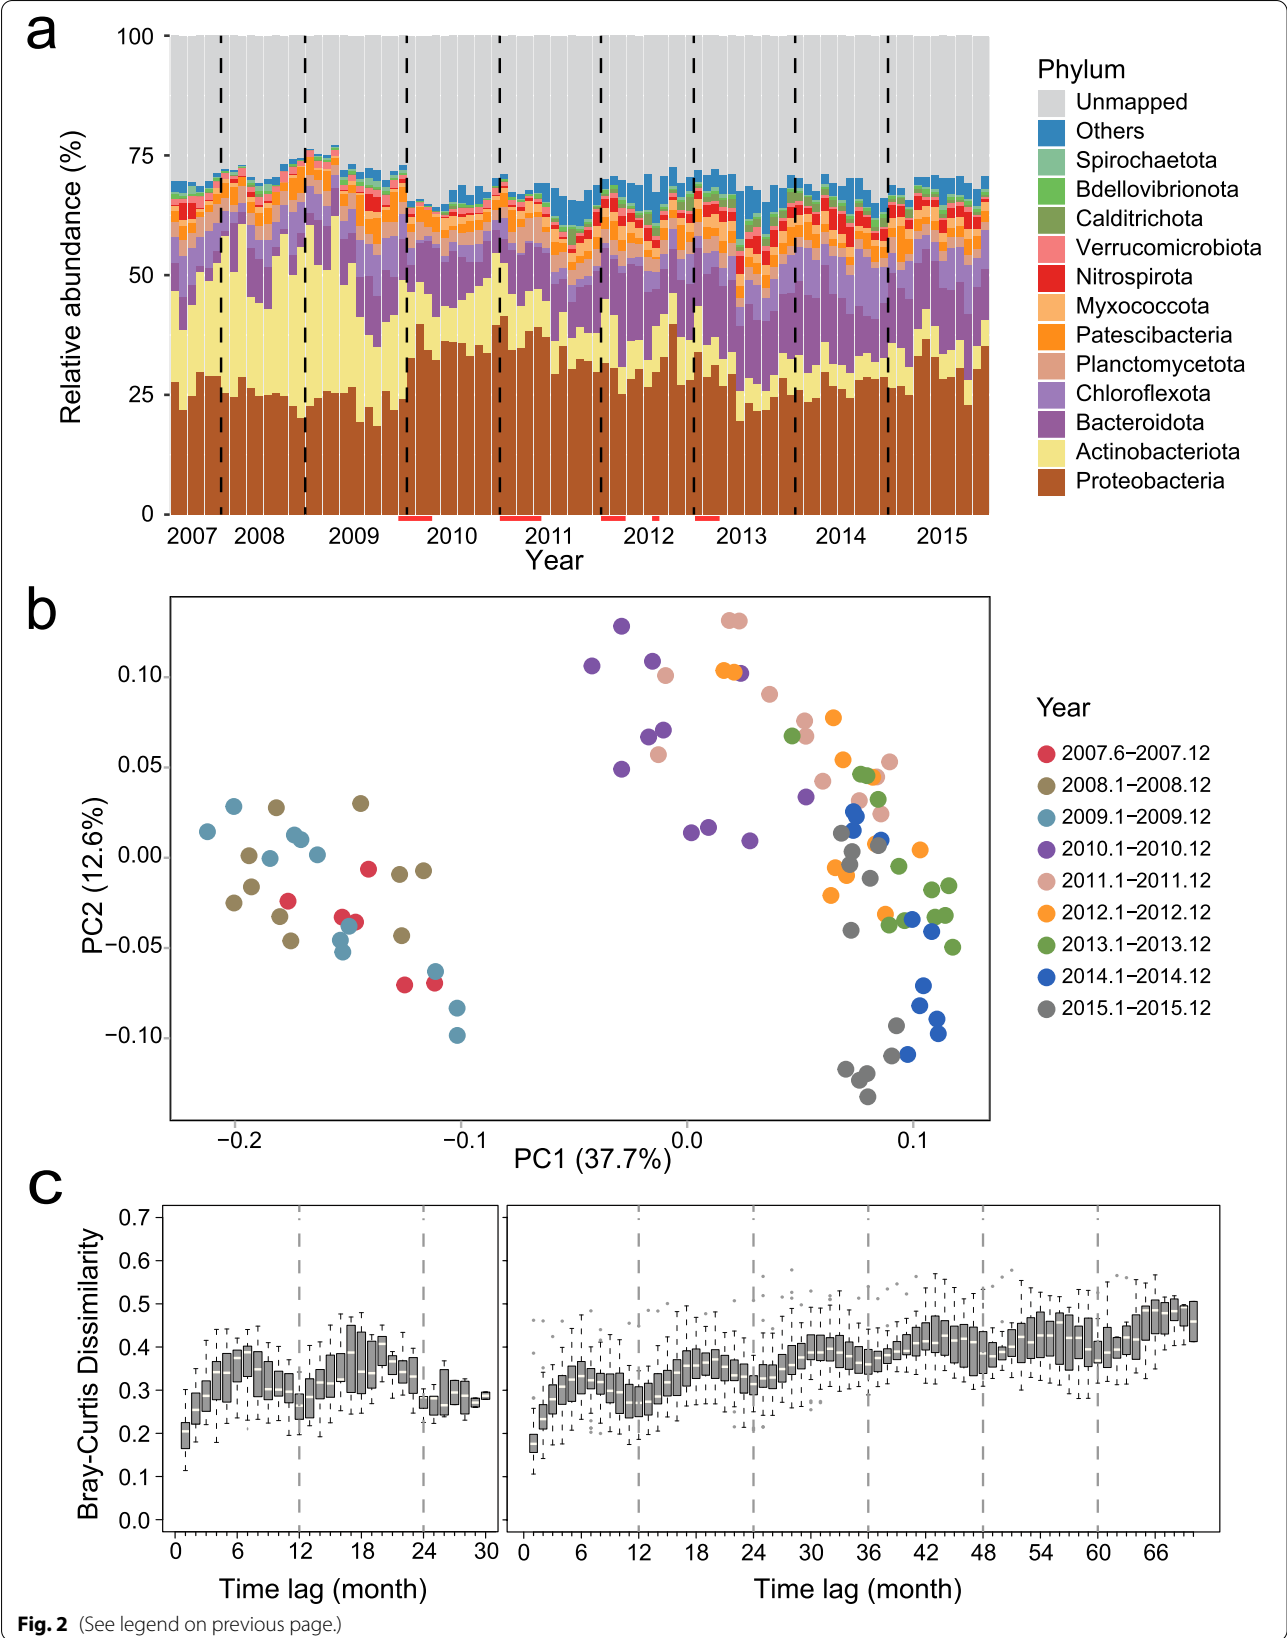 a
100
75
50
25
0
Relative abundance (%)
2007 2008 2009 2010 2011 2012 2013 2014 2015
Year
Phylum
Unmapped
Others
Spirochaetota
Bdellovibrionota
Calditrichota
Verrucomicrobiota
Nitrospirota
Myxococcota
Patescibacteria
Planctomycetota
Chloroflexota
Bacteroidota
Actinobacteriota
Proteobacteria
b
0.10
0.05
0.00
−0.05
−0.10
PC2 (12.6%)
−0.2 −0.1 0.0 0.1
PC1 (37.7%)
Year
2007.6−2007.12
2008.1−2008.12
2009.1−2009.12
2010.1−2010.12
2011.1−2011.12
2012.1−2012.12
2013.1−2013.12
2014.1−2014.12
2015.1−2015.12
c
0.7
0.6
0.5
0.4
0.3
0.2
0.1
0.0
Bray-Curtis Dissimilarity
0 6 12 18 24 30
Time lag (month)
0 6 12 18 24 30 36 42 48 54 60 66
Time lag (month)
Fig. 2 (See legend on previous page.)